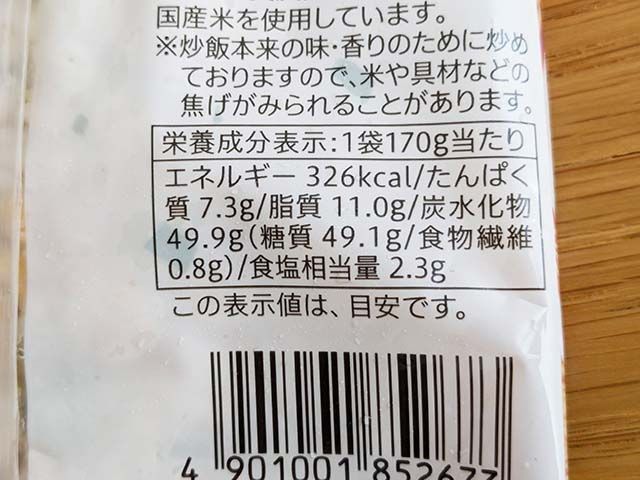 国産米を使用しています。
※炒飯本来の味・香りのために炒め
ておりますので、米や具材などの
焦げがみられることがあります。
栄養成分表示:1袋170g当たり
エネルギー 326kcal/たんぱく
質 7.3g/脂質 11.0g/炭水化物
49.9g(糖質 49.1g/食物繊維
0.8g)/食塩相当量 2.3g
この表示値は、目安です。
4 901001 852677